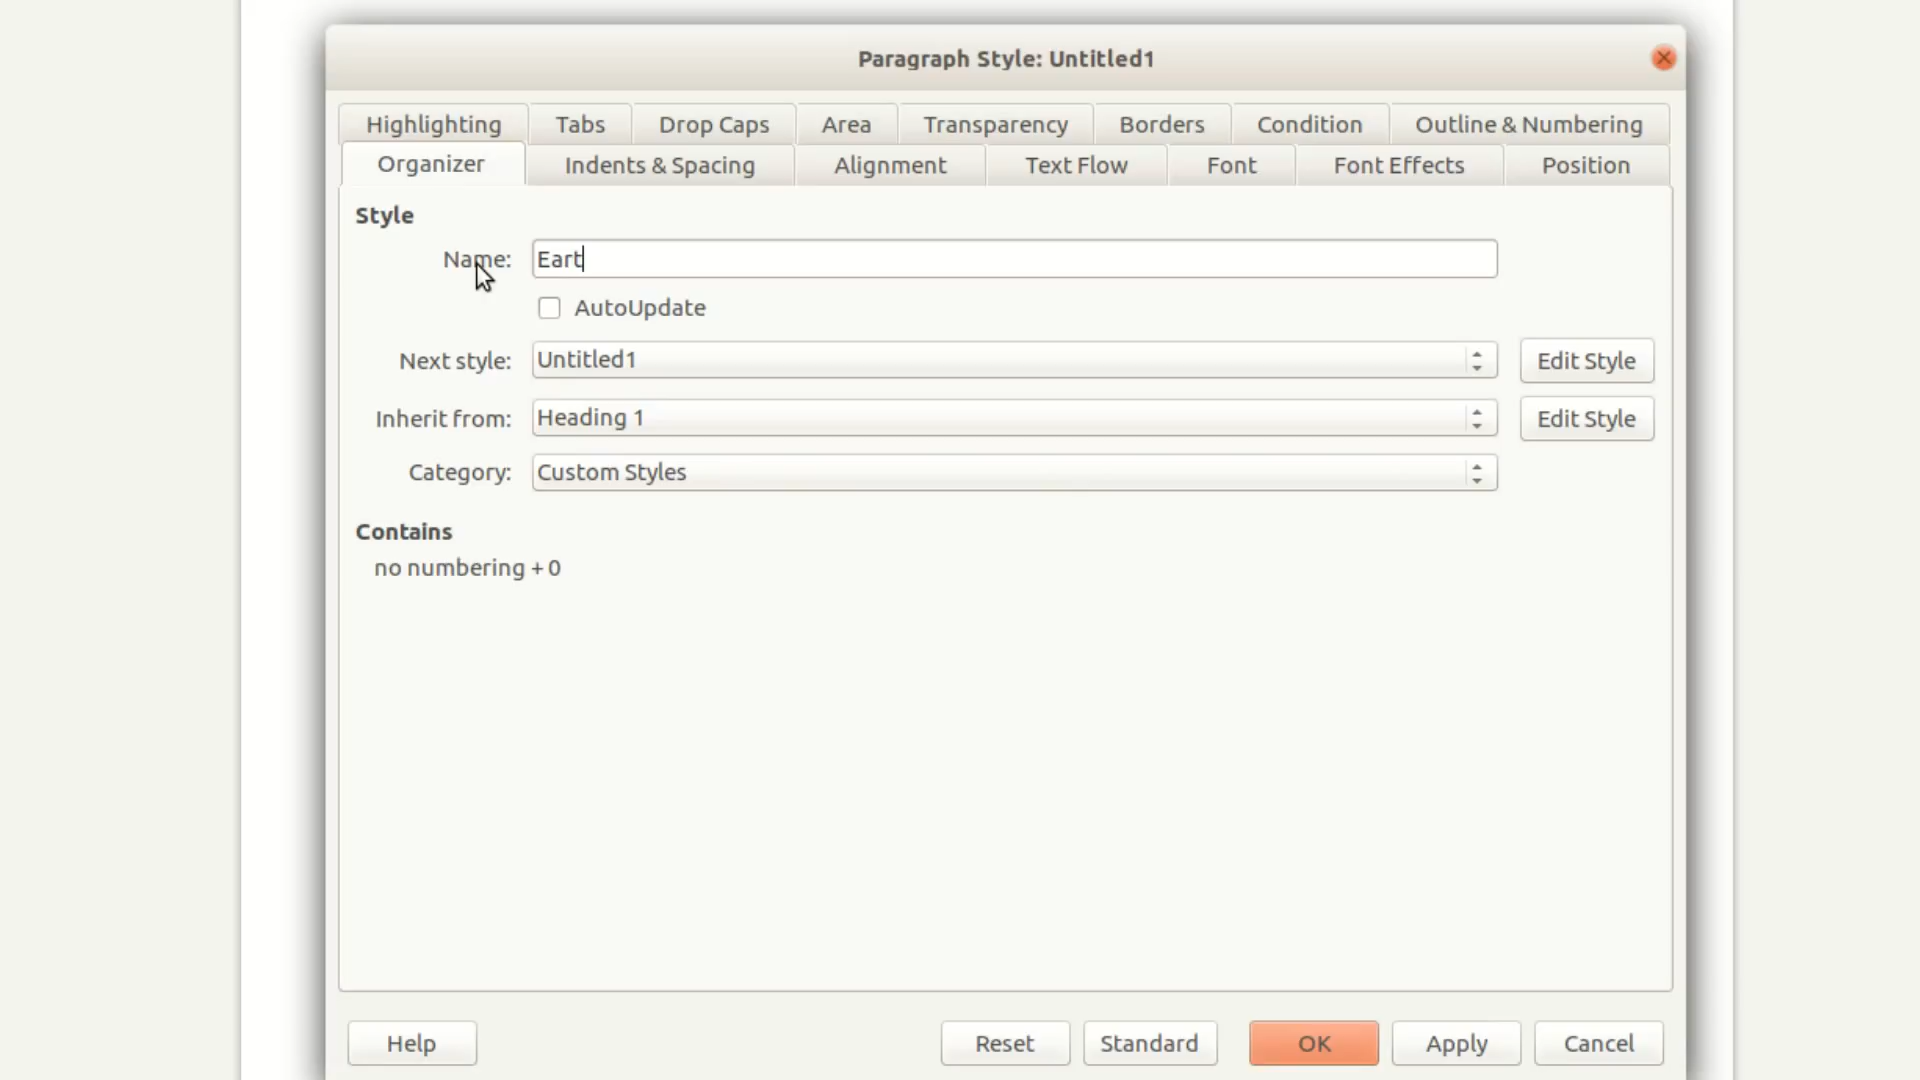 Paragraph Style: Untitled1
Highlighting Tabs Drop Caps Area Transparency Borders Condition Outline & Numbering
Organizer Indents & Spacing Alignment Text Flow Font Font Effects Position
Style
Name: Eart
AutoUpdate
Next style: Untitled1 Edit Style
Inherit from: Heading 1 Edit Style
Category: Custom Styles
Contains
no numbering + 0
Help Reset Standard OK Apply Cancel